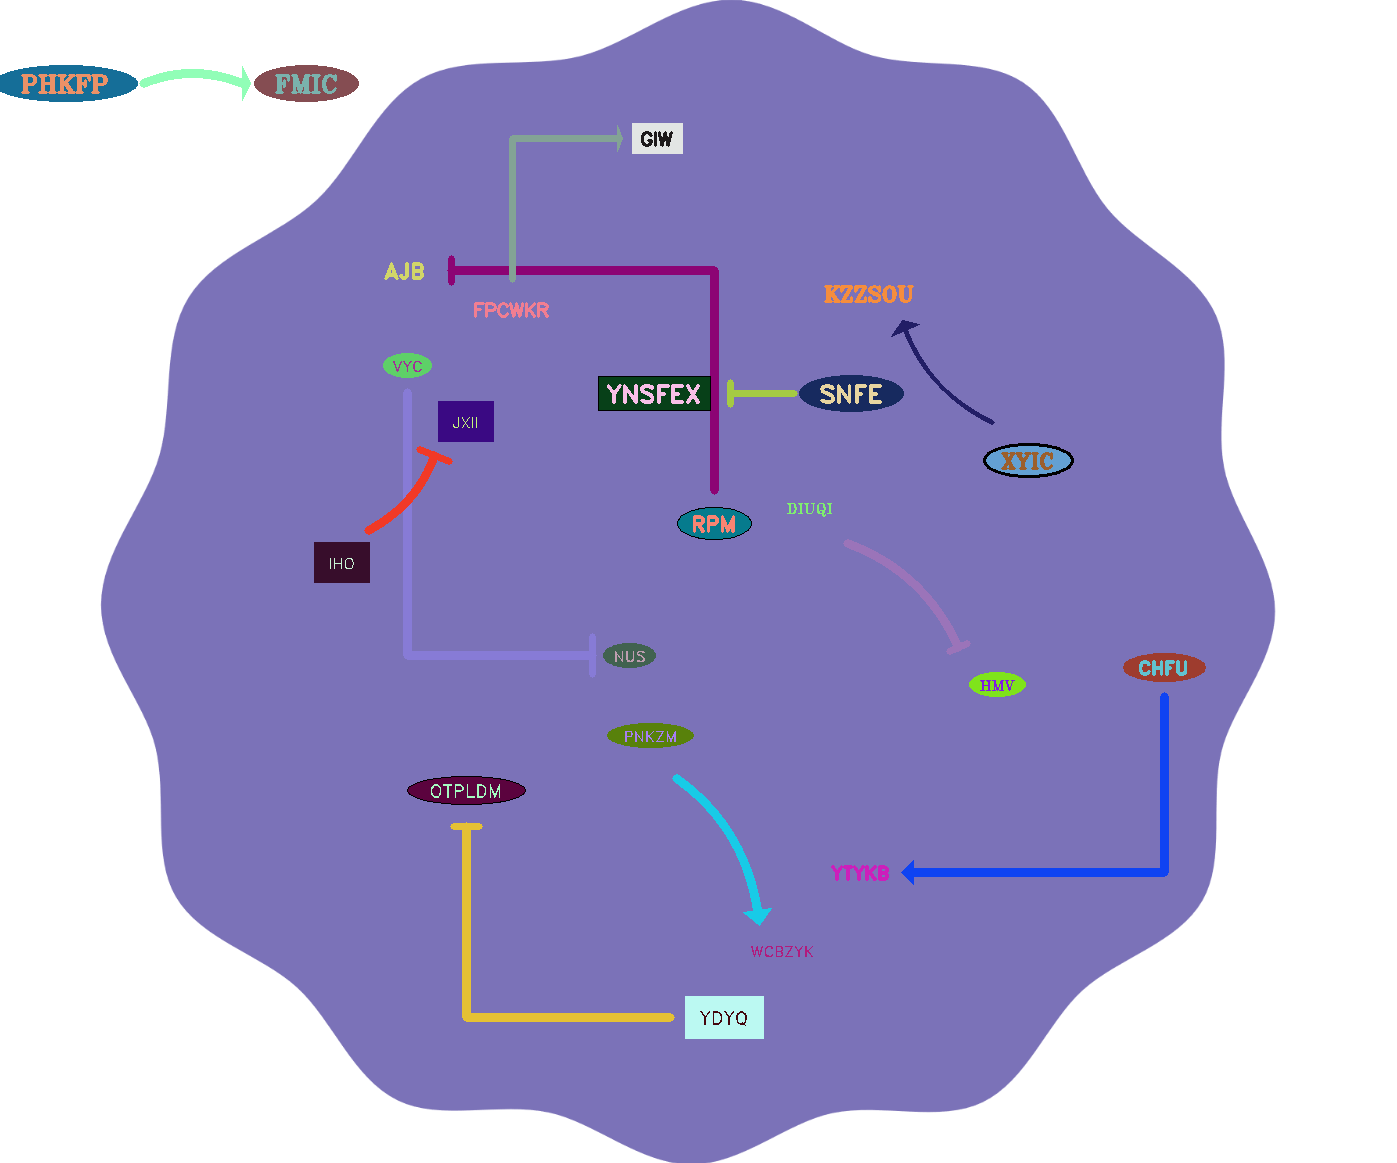 PHKFP
FMIC
GIW
AJB
KZZSOU
FPCWKR
VYC
YNSFEX
SNFE
JXII
XYIC
DIUQI
RPM
IHO
NUS
CHFU
HMV
PNKZM
OTPLDM
YTYKB
WCBZYK
YDYQ